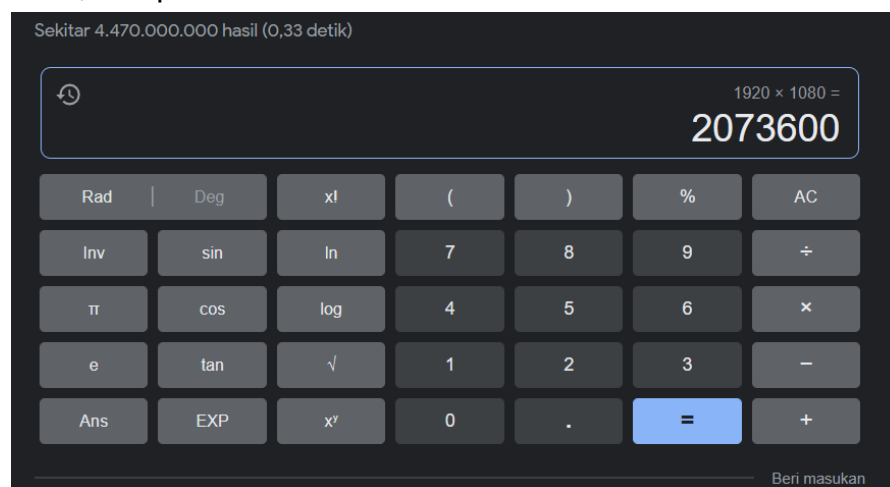 Sekitar 4.470.000.000 hasil (0,33 detik)
1920 × 1080 =
2073600
Rad | Deg x! ( ) % AC
Inv sin ln 7 8 9 ÷
π cos log 4 5 6 ×
e tan √ 1 2 3 −
Ans EXP xʸ 0 . = +
Beri masukan